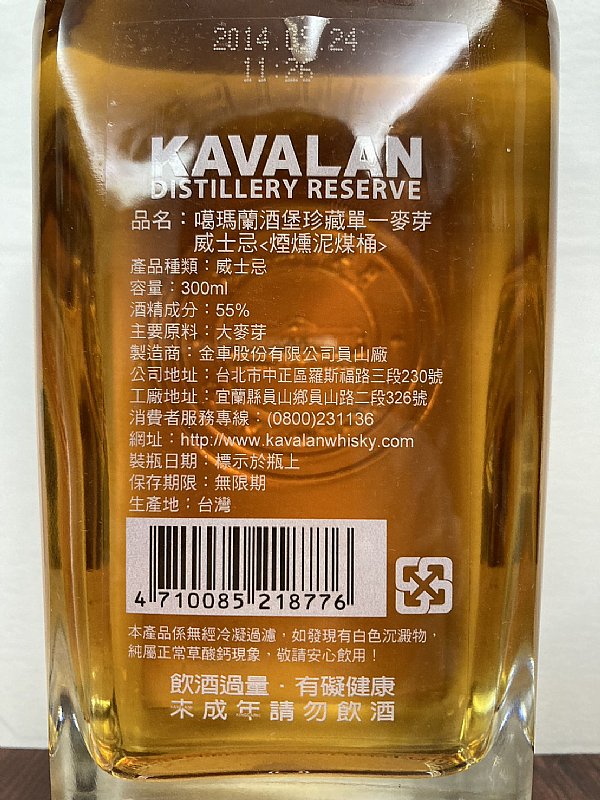 11:26
KAVALAN
DISTILLERY RESERVE
品名：噶瑪蘭酒堡珍藏單一麥芽
威士忌<煙燻泥煤桶>
產品種類：威士忌
容量：300ml
酒精成分：55%
主要原料：大麥芽
製造商：金車股份有限公司員山廠
公司地址：台北市中正區羅斯福路三段230號
工廠地址：宜蘭縣員山鄉員山路二段326號
消費者服務專線：(0800)231136
網址：http://www.kavalanwhisky.com
裝瓶日期：標示於瓶上
保存期限：無限期
生產地：台灣
4 710085 218776
本產品係無經冷凝過濾，如發現有白色沉澱物，
純屬正常草酸鈣現象，敬請安心飲用！
飲酒過量．有礙健康
未成年請勿飲酒